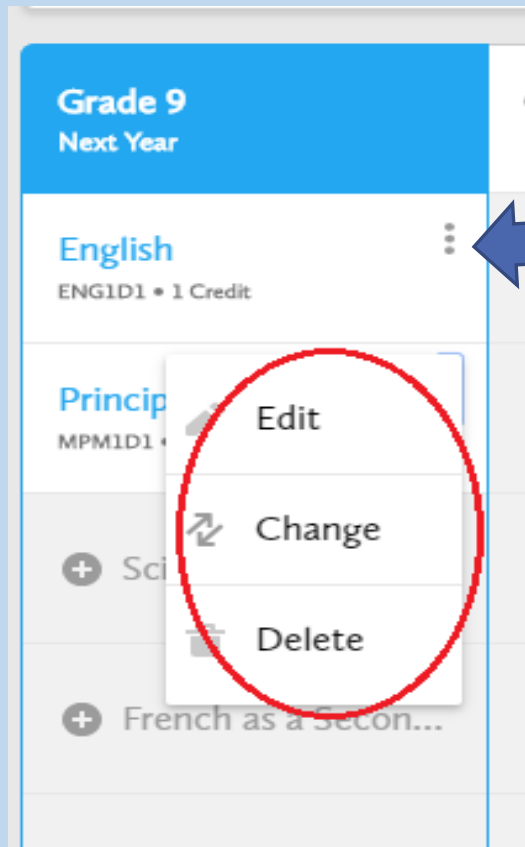 Grade 9
Next Year
English
ENG1D1 • 1 Credit
Princip
MPM1D1 •
Edit
Change
Delete
Sci
French as a Secon...